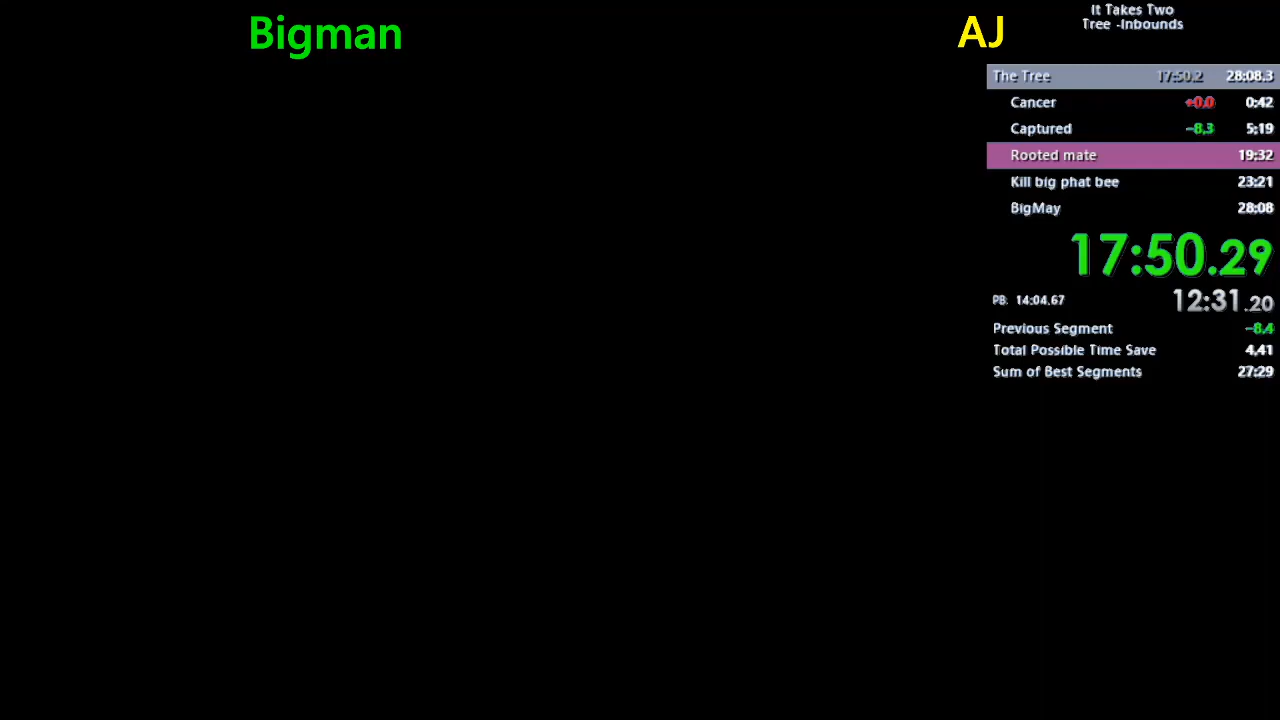 Bigman
AJ
It Takes Two
Tree -Inbounds
The Tree 17:50.2 28:08.3
Cancer +0.0 0:42
Captured -8.3 5:19
Rooted mate 19:32
Kill big phat bee 23:21
BigMay 28:08
17:50.29
PB: 14:04.67 12:31.20
Previous Segment -8.4
Total Possible Time Save 4.41
Sum of Best Segments 27:29